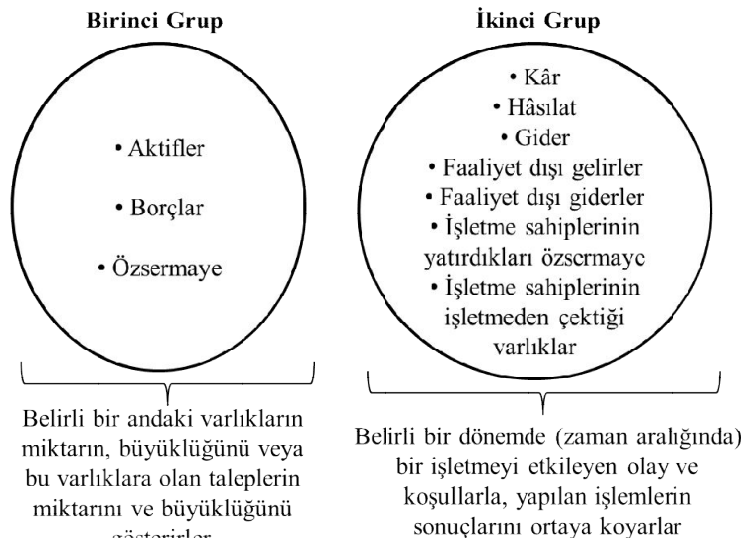 Birinci Grup
• Aktifler
• Borçlar
• Özsermaye
Belirli bir andaki varlıkların
miktarın, büyüklüğünü veya
bu varlıklara olan taleplerin
miktarını ve büyüklüğünü
gösterirler
İkinci Grup
• Kâr
• Hâsılat
• Gider
• Faaliyet dışı gelirler
• Faaliyet dışı giderler
• İşletme sahiplerinin
yatırdıkları özsermaye
• İşletme sahiplerinin
işletmeden çektiği
varlıklar
Belirli bir dönemde (zaman aralığında)
bir işletmeyi etkileyen olay ve
koşullarla, yapılan işlemlerin
sonuçlarını ortaya koyarlar